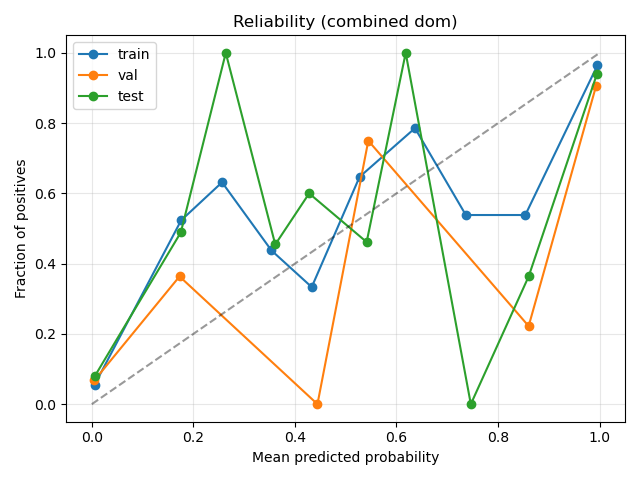 Reliability (combined dom)
train
val
test
Fraction of positives
1.0
0.8
0.6
0.4
0.2
0.0
0.0 0.2 0.4 0.6 0.8 1.0
Mean predicted probability